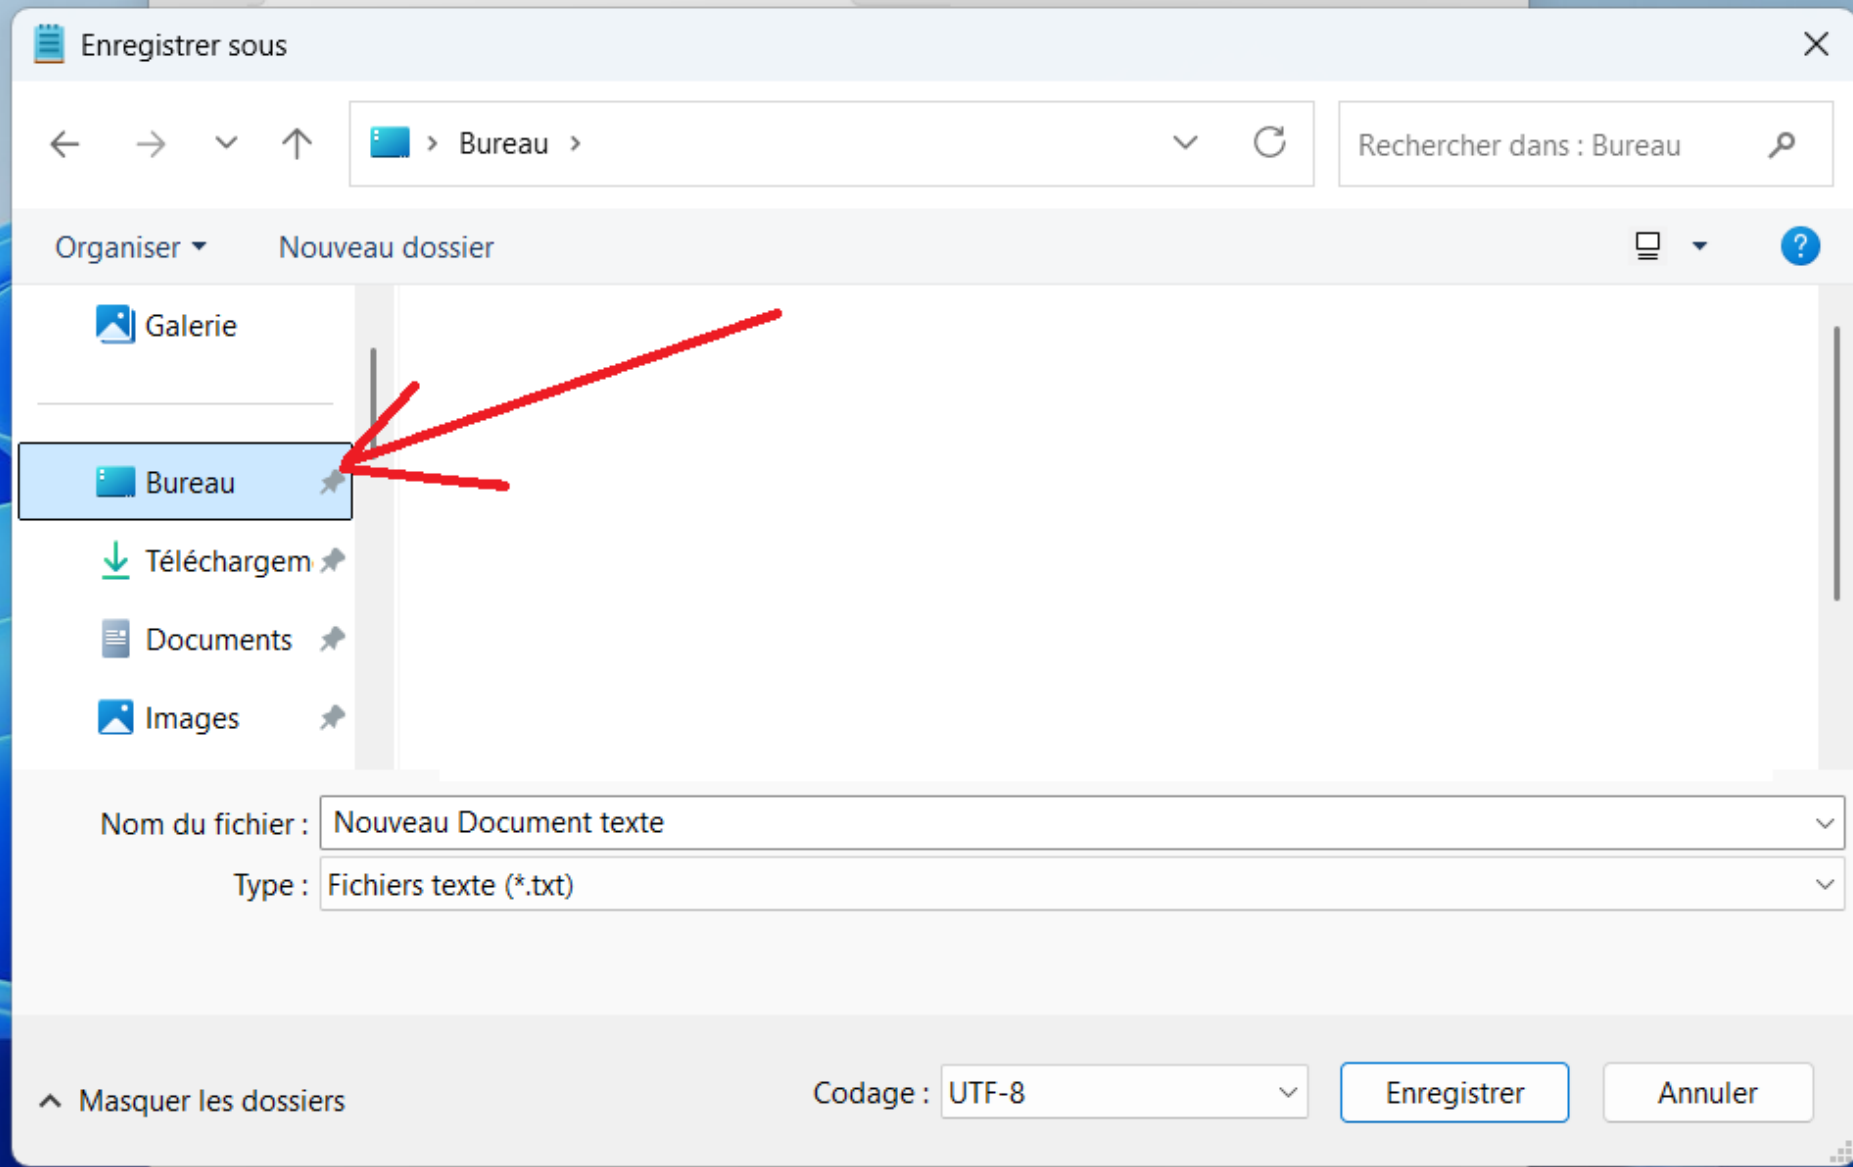 Enregistrer sous
Bureau
Rechercher dans : Bureau
Organiser
Nouveau dossier
?
Galerie
Bureau
Téléchargem
Documents
Images
Nom du fichier : Nouveau Document texte
Type : Fichiers texte (*.txt)
Masquer les dossiers
Codage : UTF-8
Enregistrer
Annuler